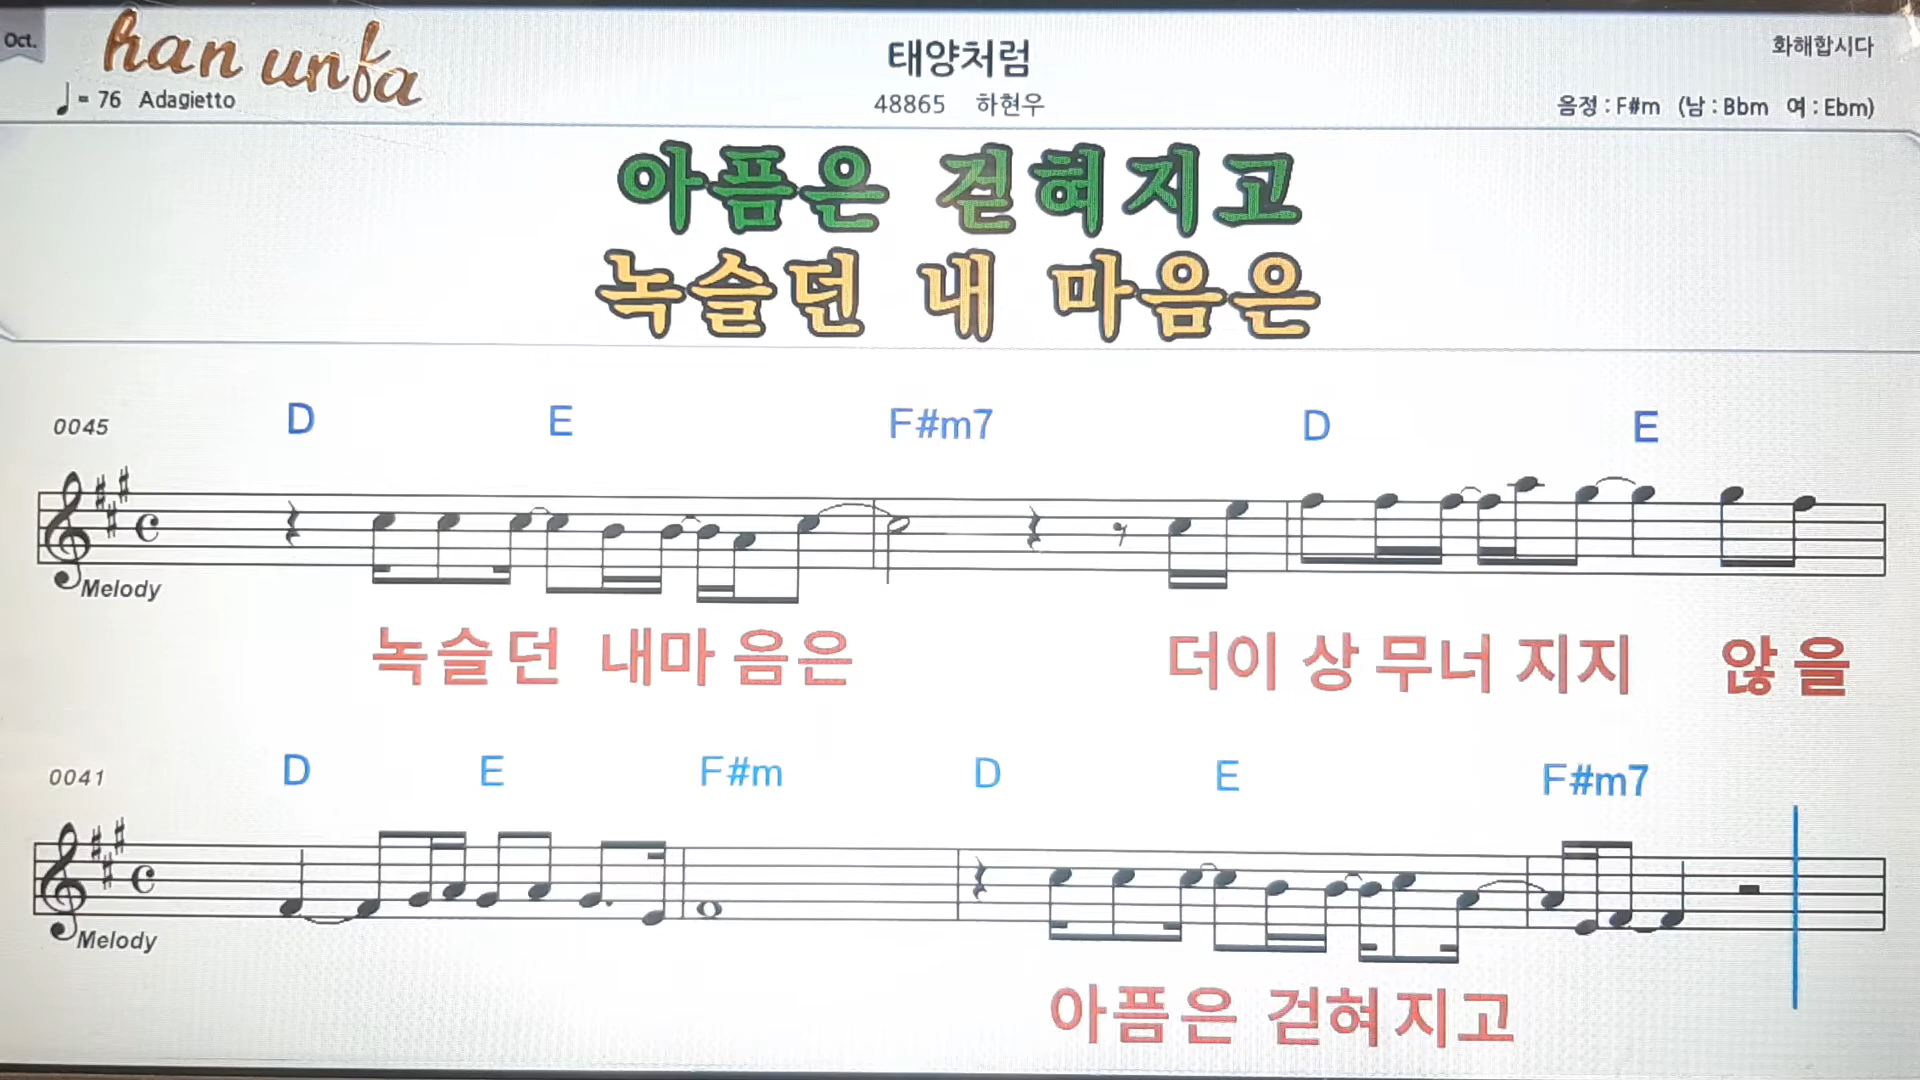 Oct.
han unfa
태양처럼
화해합시다
♩= 76 Adagietto
48865 하현우
음정 : F#m (남 : Bbm 여 : Ebm)
아픔은 걷혀지고
녹슬던 내 마음은
0045 D E F#m7 D E
Melody
녹슬던 내마음은 더이상 무너지지 않을
0041 D E F#m D E F#m7
Melody
아픔은 걷혀지고